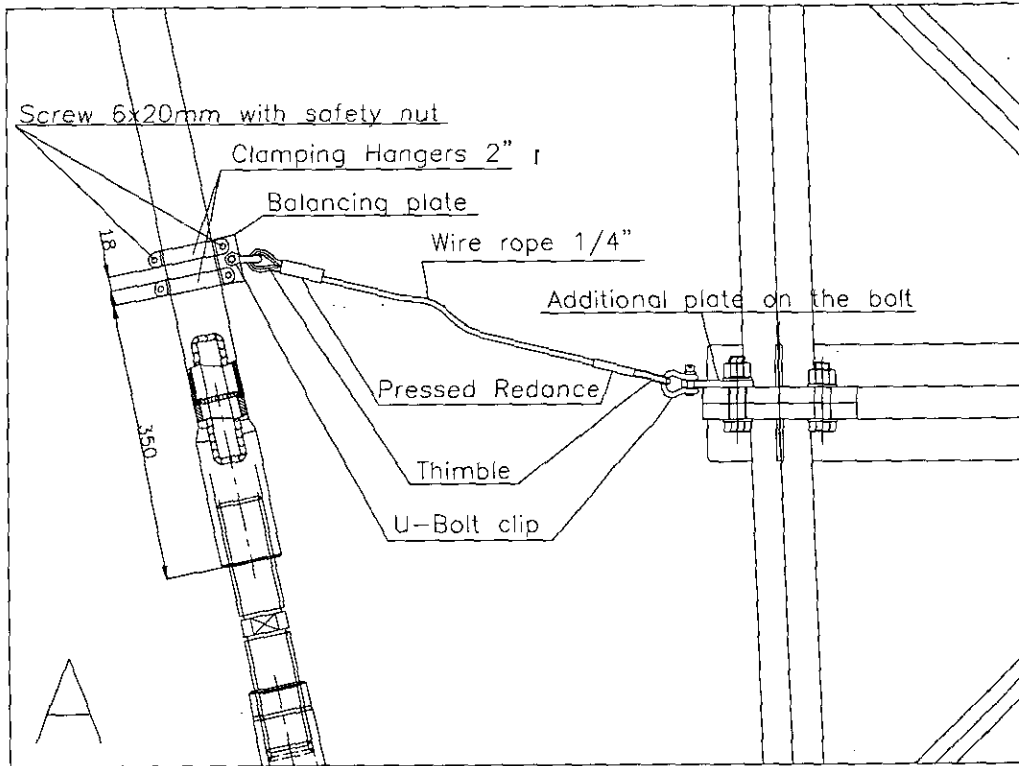 Screw 6x20mm with safety nut
Clamping Hangers 2"
Balancing plate
18
Wire rope 1/4"
Additional plate on the bolt
Pressed Redance
350
Thimble
U-Bolt clip
A